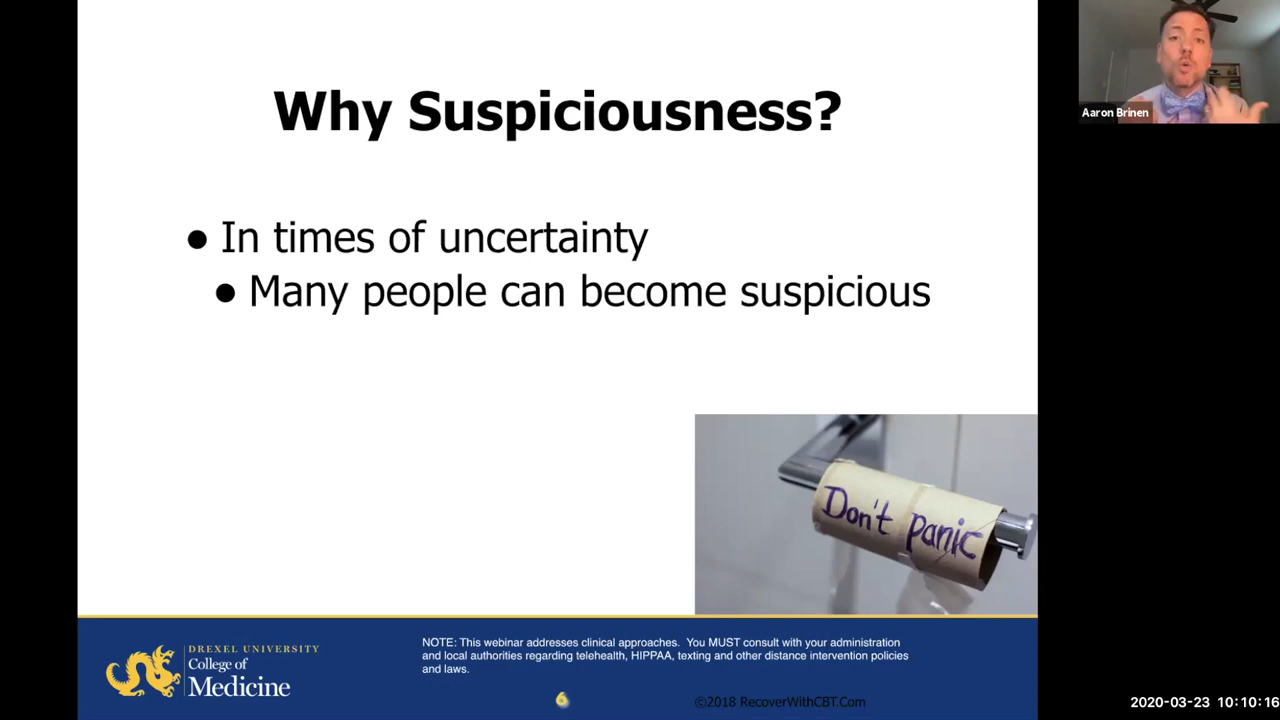 Why Suspiciousness?
● In times of uncertainty
● Many people can become suspicious
Don't panic
Aaron Brinen
DREXEL UNIVERSITY
College of
Medicine
NOTE: This webinar addresses clinical approaches. You MUST consult with your administration
and local authorities regarding telehealth, HIPPAA, texting and other distance intervention policies
and laws.
6
©2018 RecoverWithCBT.Com
2020-03-23 10:10:16